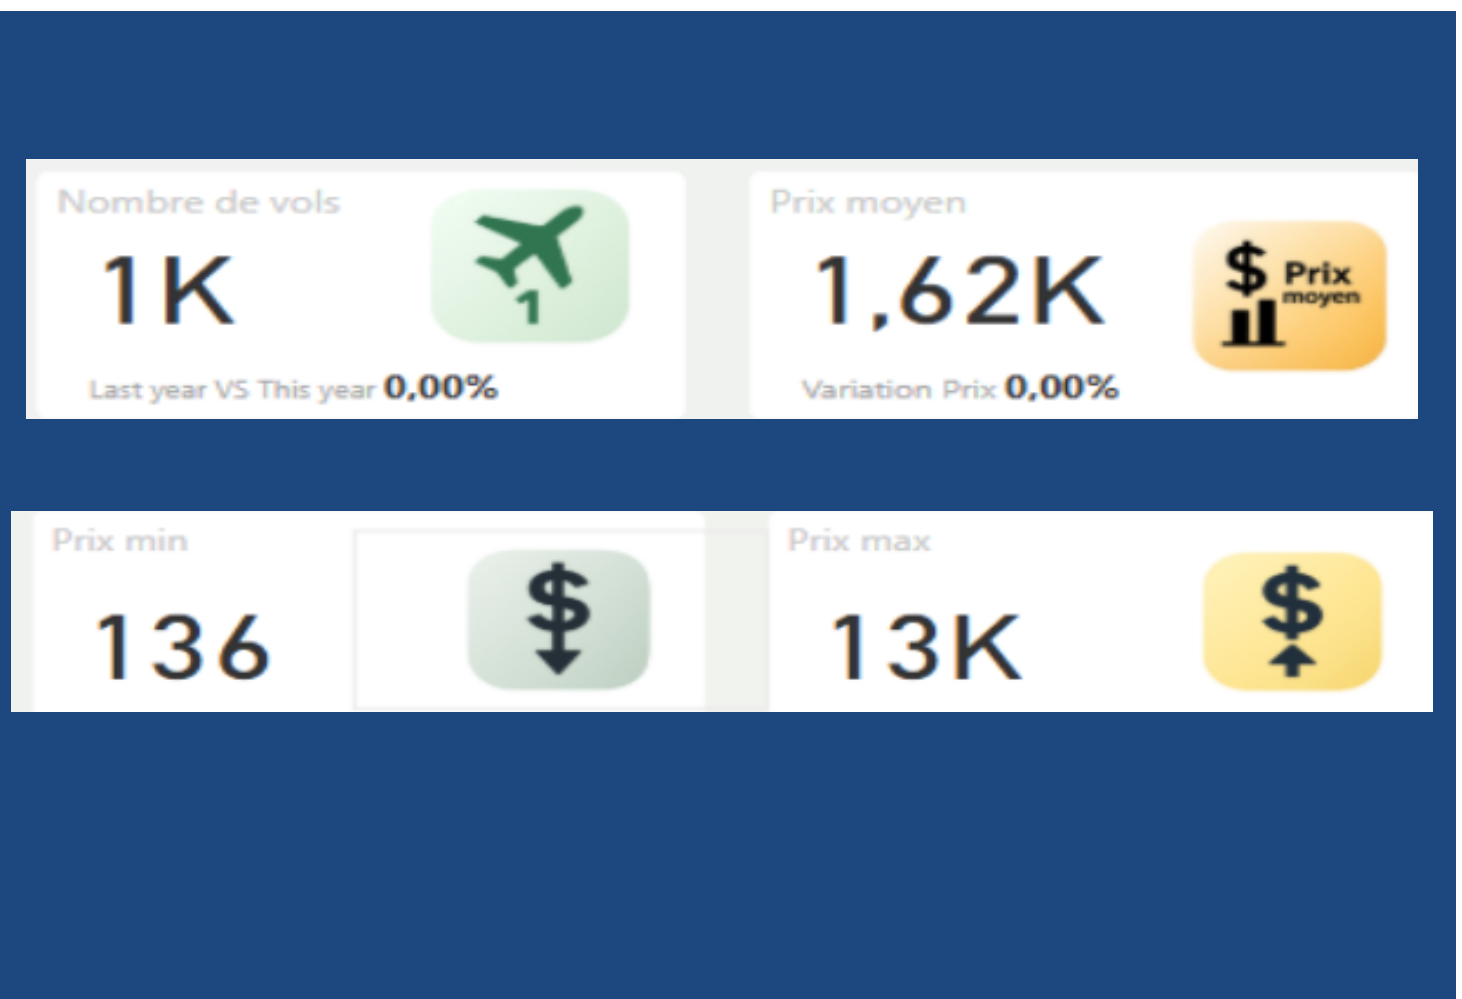 Nombre de vols
1K
1
Last year VS This year 0,00%
Prix moyen
1,62K
$ Prix
moyen
Variation Prix 0,00%
Prix min
136
$
Prix max
13K
$